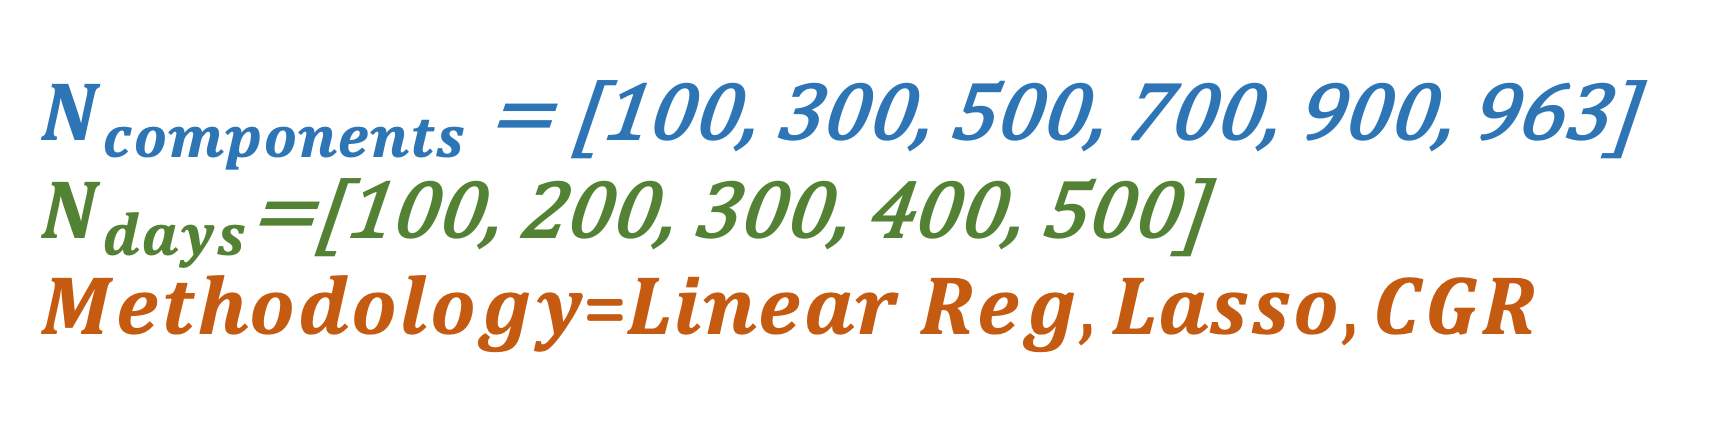 N_components = [100, 300, 500, 700, 900, 963]
N_days=[100, 200, 300, 400, 500]
Methodology=Linear Reg, Lasso, CGR